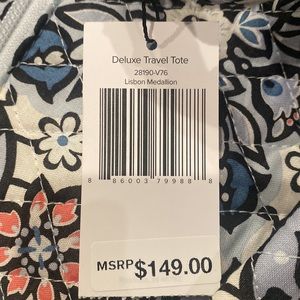 Deluxe Travel Tote
28190-V76
Lisbon Medallion
8 86003 79988 8
MSRP$149.00